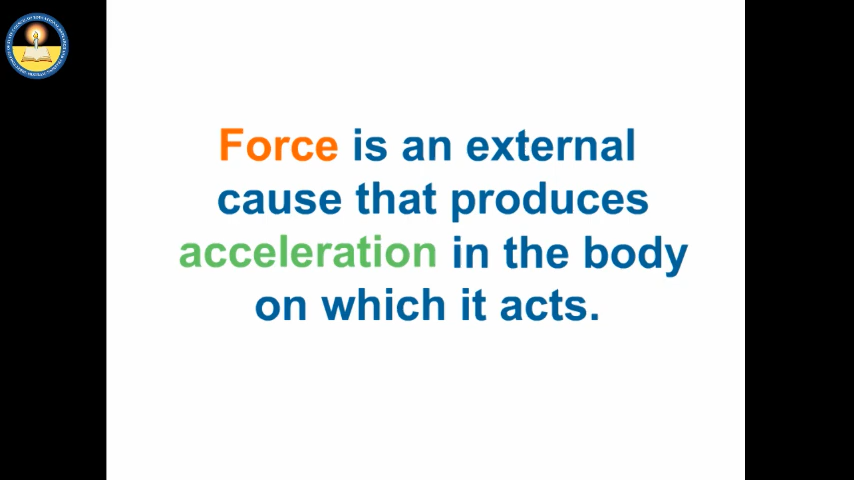 Force is an external
cause that produces
acceleration in the body
on which it acts.